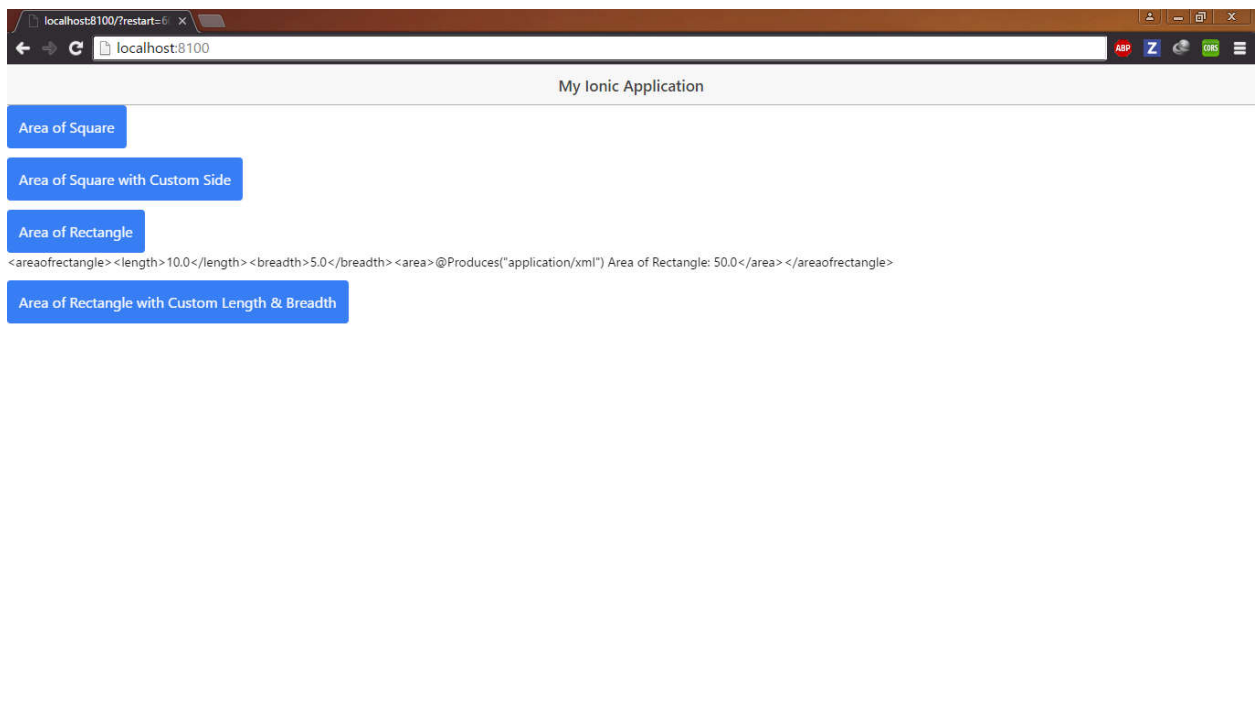 localhost:8100/?restart=6
localhost:8100
ABP Z CORS
My Ionic Application
Area of Square
Area of Square with Custom Side
Area of Rectangle
<areaofrectangle><length>10.0</length><breadth>5.0</breadth><area>@Produces("application/xml") Area of Rectangle: 50.0</area></areaofrectangle>
Area of Rectangle with Custom Length & Breadth